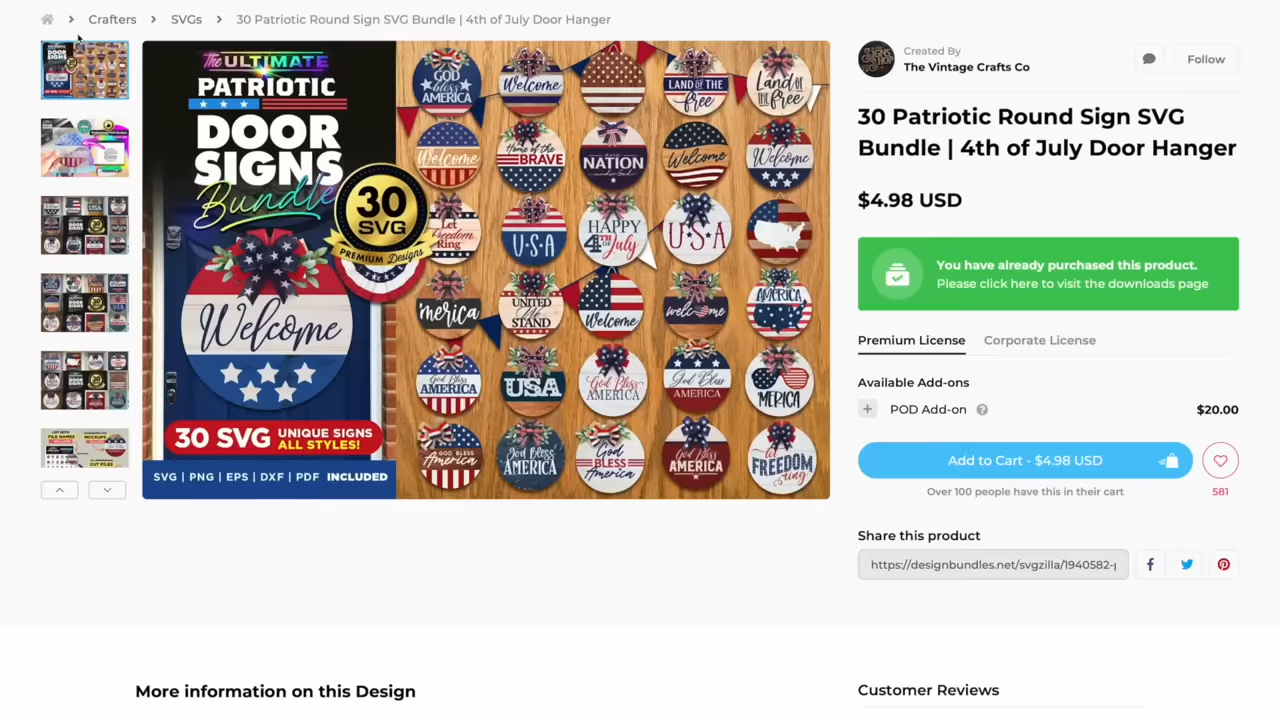 Crafters
SVGs
30 Patriotic Round Sign SVG Bundle | 4th of July Door Hanger
The ULTIMATE
PATRIOTIC
DOOR
SIGNS
Bundle
30
SVG
PREMIUM Designs
Welcome
30 SVG UNIQUE SIGNS
ALL STYLES!
SVG | PNG | EPS | DXF | PDF INCLUDED
GOD
bless
AMERICA
Welcome
LAND OF THE
free
Land of
THE free
Welcome
Home of the
BRAVE
NATION
under God
Welcome
Welcome
Let
Freedom
Ring
U·S·A
HAPPY
4TH OF
July
U·S·A
'merica
UNITED
We
STAND
Welcome
welcome
AMERICA
God Bless
AMERICA
USA
God Bless
AMERICA
God Bless
AMERICA
MERICA
GOD BLESS
America
God Bless
AMERICA
God
BLESS
America
God Bless
AMERICA
let
FREEDOM
ring
Created By
The Vintage Crafts Co
Follow
30 Patriotic Round Sign SVG
Bundle | 4th of July Door Hanger
$4.98 USD
You have already purchased this product.
Please click here to visit the downloads page
Premium License
Corporate License
Available Add-ons
+ POD Add-on ?
$20.00
Add to Cart - $4.98 USD
Over 100 people have this in their cart
581
Share this product
https://designbundles.net/svgzilla/1940582-p
More information on this Design
Customer Reviews